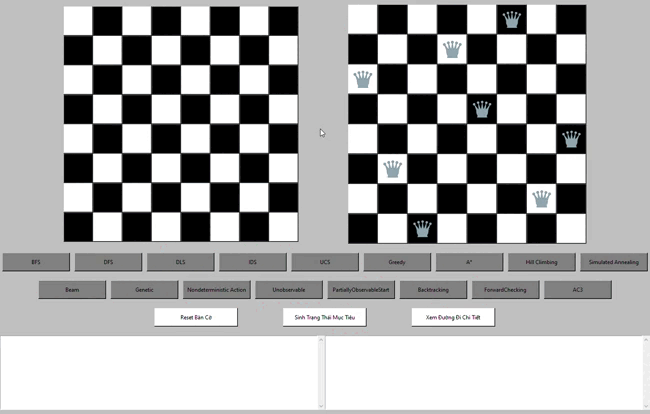 BFS DFS DLS IDS UCS Greedy A* Hill Climbing Simulated Annealing
Beam Genetic Nondeterministic Action Unobservable PartiallyObservableStart Backtracking ForwardChecking AC3
Reset Bàn Cờ Sinh Trạng Thái Mục Tiêu Xem Đường Đi Chi Tiết